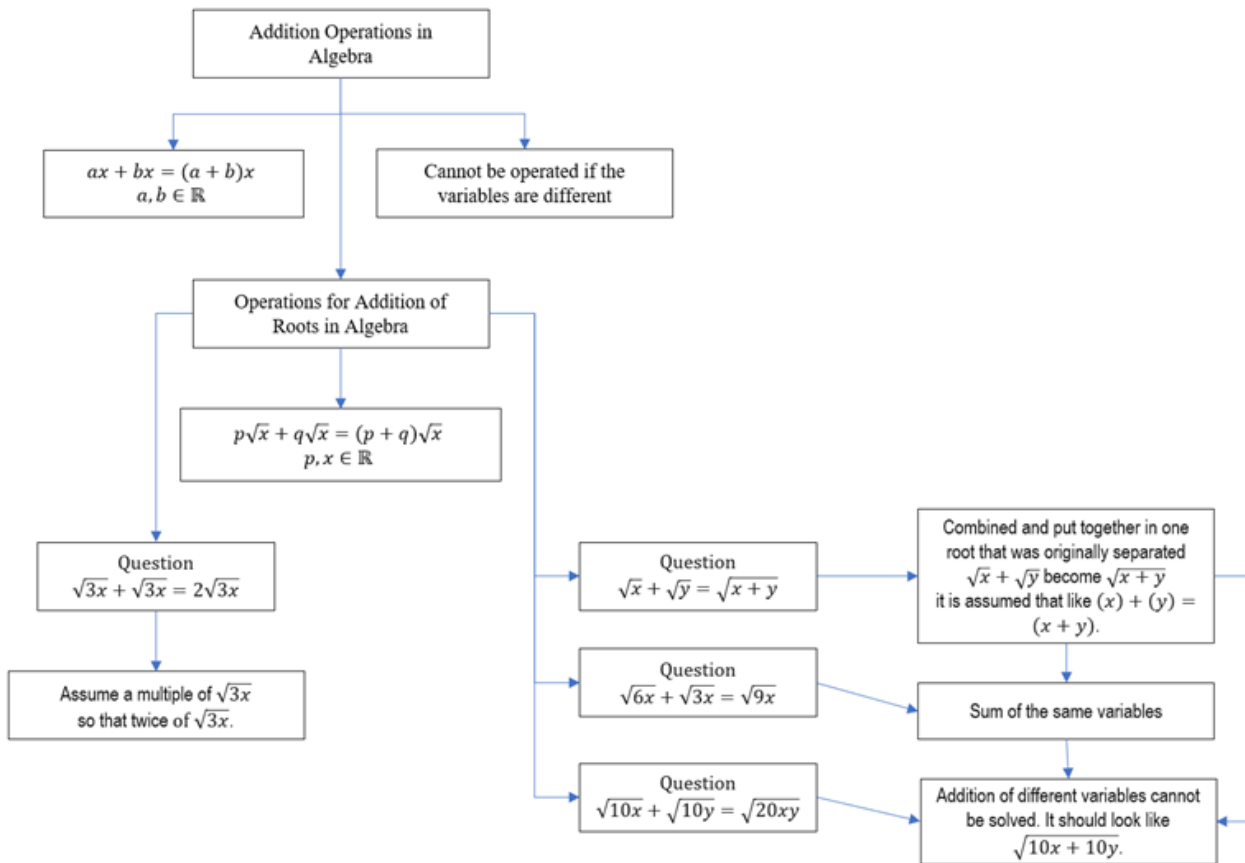 Addition Operations in
Algebra
ax + bx = (a + b)x
a, b ∈ ℝ
Cannot be operated if the
variables are different
Operations for Addition of
Roots in Algebra
p√x + q√x = (p + q)√x
p, x ∈ ℝ
Question
√3x + √3x = 2√3x
Assume a multiple of √3x
so that twice of √3x.
Question
√x + √y = √x + y
Combined and put together in one
root that was originally separated
√x + √y become √x + y
it is assumed that like (x) + (y) =
(x + y).
Question
√6x + √3x = √9x
Sum of the same variables
Question
√10x + √10y = √20xy
Addition of different variables cannot
be solved. It should look like
√10x + 10y.